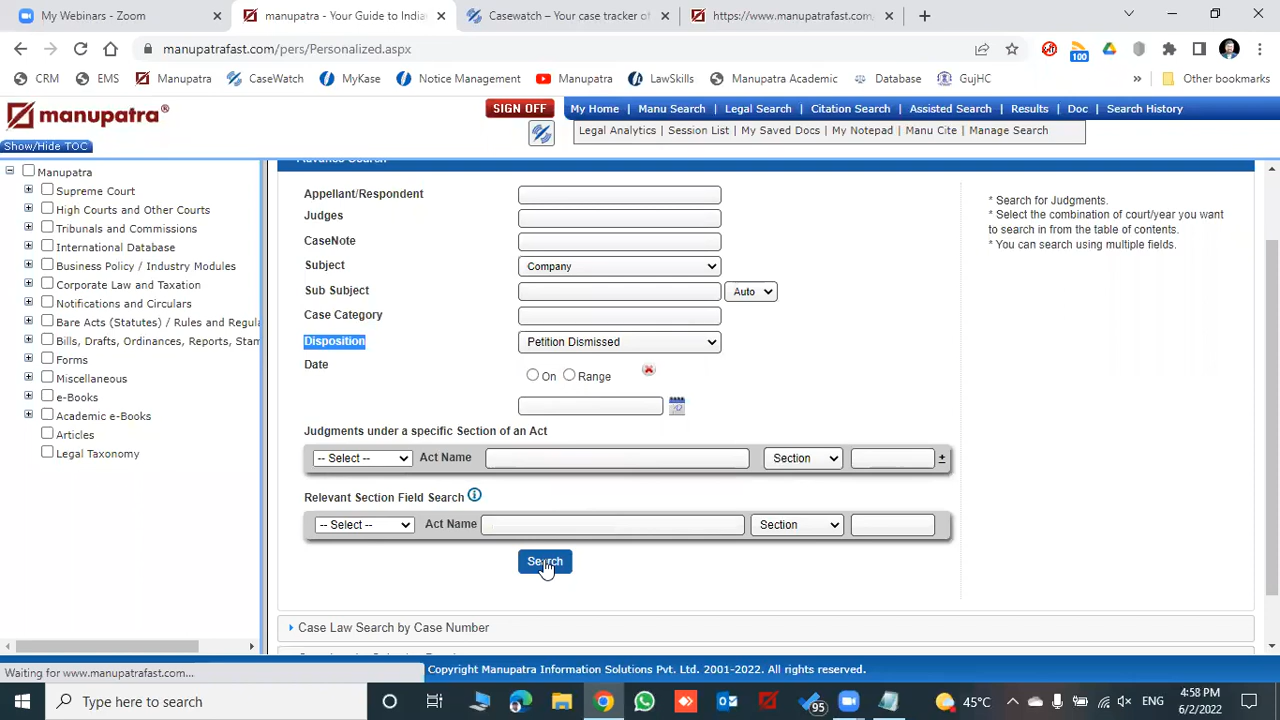 My Webinars - Zoom
manupatra - Your Guide to India
Casewatch – Your case tracker of
https://www.manupatrafast.com/
manupatrafast.com/pers/Personalized.aspx
100
CRM
EMS
Manupatra
CaseWatch
MyKase
Notice Management
Manupatra
LawSkills
Manupatra Academic
Database
GujHC
»
Other bookmarks
manupatra®
SIGN OFF
My Home | Manu Search | Legal Search | Citation Search | Assisted Search | Results | Doc | Search History
Legal Analytics | Session List | My Saved Docs | My Notepad | Manu Cite | Manage Search
Show/Hide TOC
Manupatra
Supreme Court
High Courts and Other Courts
Tribunals and Commissions
International Database
Business Policy / Industry Modules
Corporate Law and Taxation
Notifications and Circulars
Bare Acts (Statutes) / Rules and Regula
Bills, Drafts, Ordinances, Reports, Stam
Forms
Miscellaneous
e-Books
Academic e-Books
Articles
Legal Taxonomy
Advance Search
Appellant/Respondent
Judges
CaseNote
Subject
Company
Sub Subject
Auto
Case Category
Disposition
Petition Dismissed
Date
On
Range
Judgments under a specific Section of an Act
-- Select --
Act Name
Section
±
Relevant Section Field Search
-- Select --
Act Name
Section
Search
* Search for Judgments.
* Select the combination of court/year you want
to search in from the table of contents.
* You can search using multiple fields.
Case Law Search by Case Number
Waiting for www.manupatrafast.com...
Copyright Manupatra Information Solutions Pvt. Ltd. 2001-2022. All rights reserved.
Type here to search
95
45°C
ENG
4:58 PM
6/2/2022